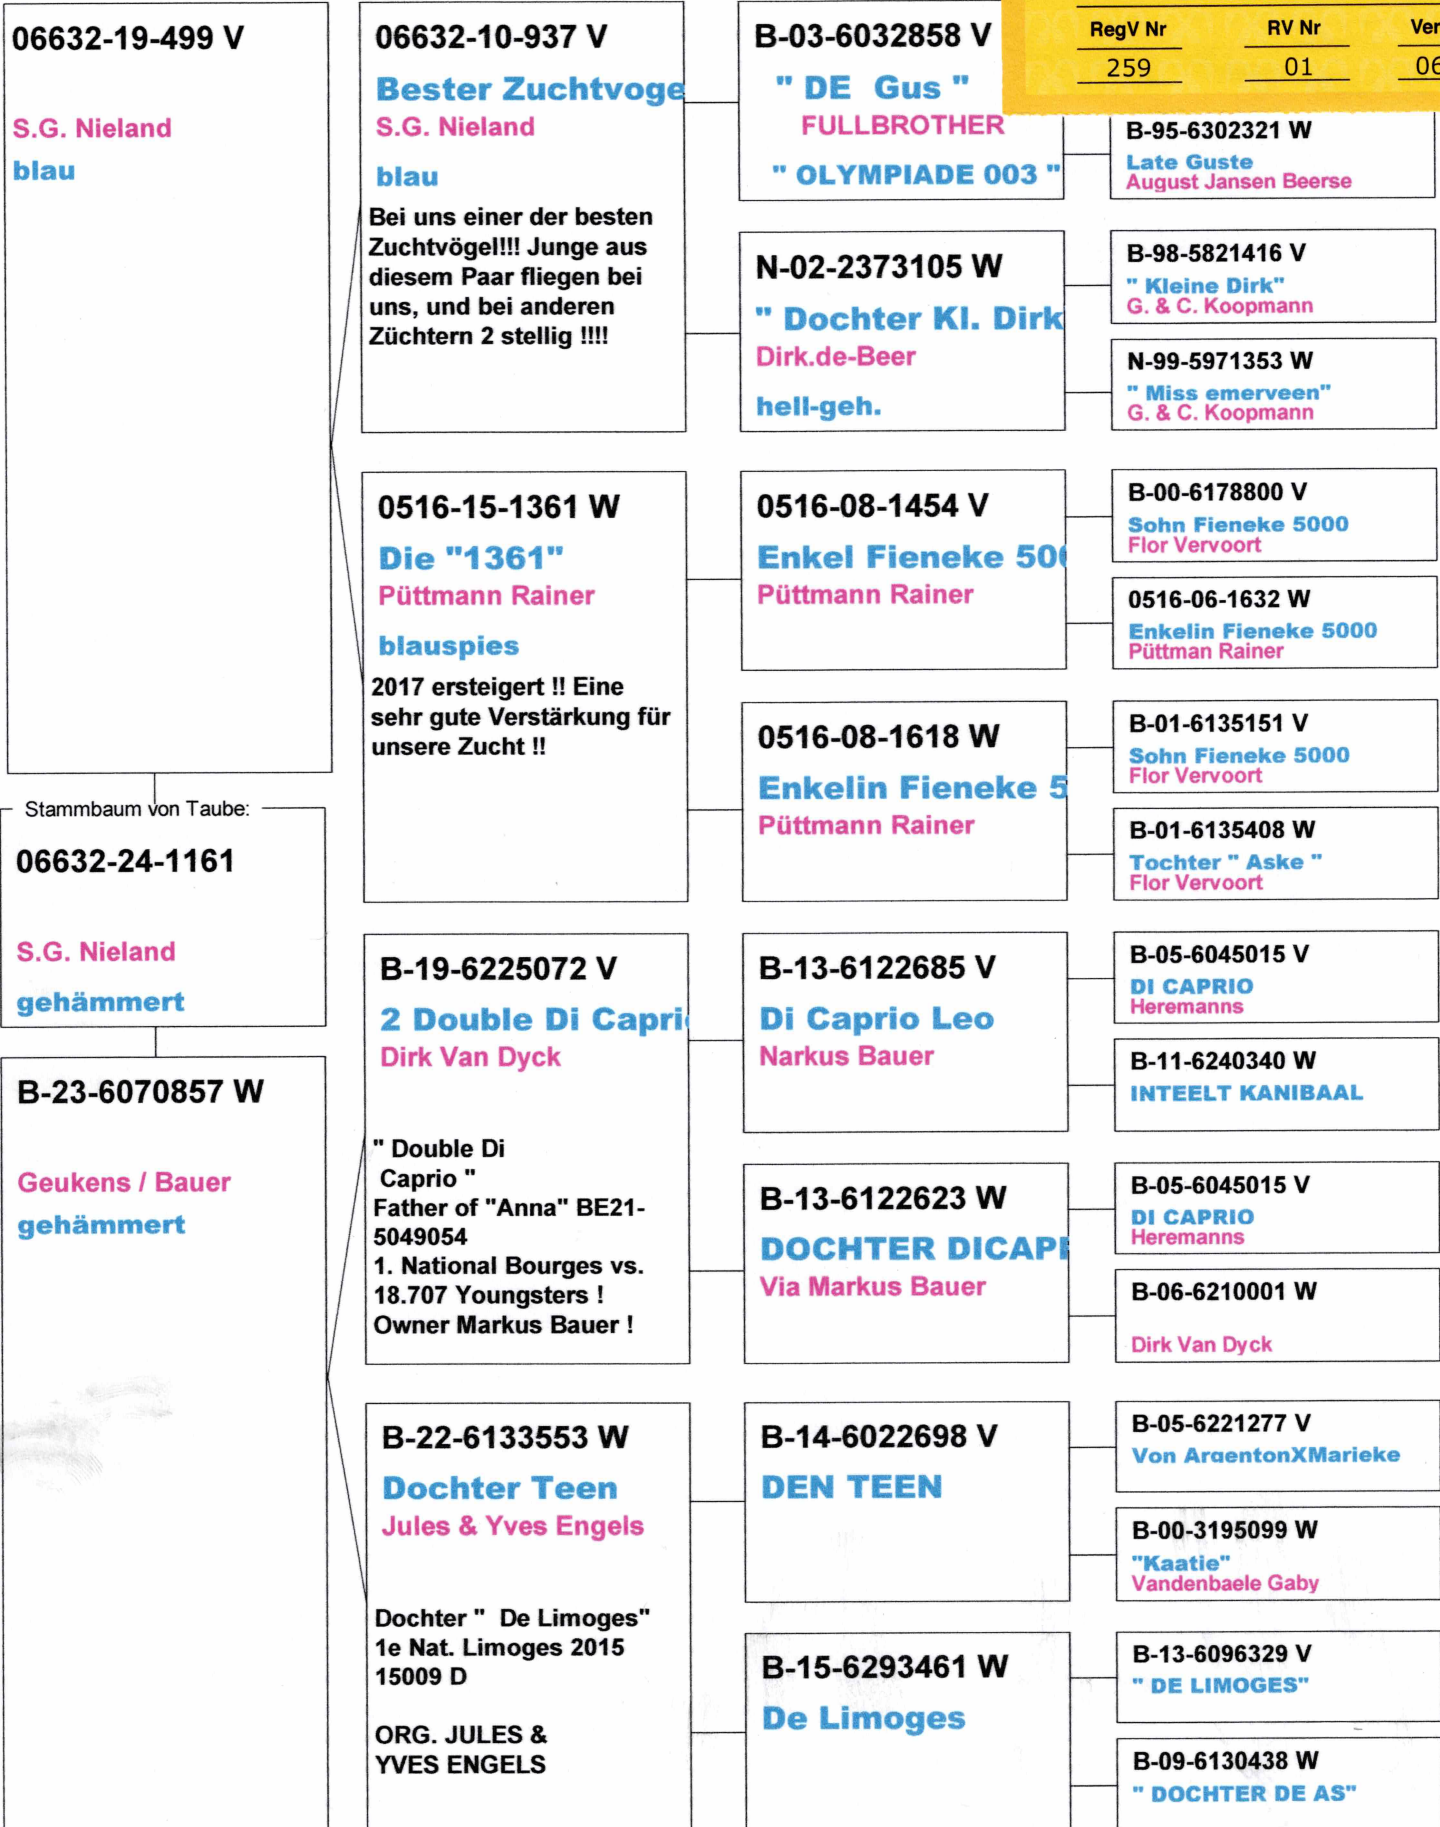 06632-19-499 V
S.G. Nieland
blau
Stammbaum von Taube:
06632-24-1161
S.G. Nieland
gehämmert
B-23-6070857 W
Geukens / Bauer
gehämmert
06632-10-937 V
Bester Zuchtvoge
S.G. Nieland
blau
Bei uns einer der besten
Zuchtvögel!!! Junge aus
diesem Paar fliegen bei
uns, und bei anderen
Züchtern 2 stellig !!!!
0516-15-1361 W
Die "1361"
Püttmann Rainer
blauspies
2017 ersteigert !! Eine
sehr gute Verstärkung für
unsere Zucht !!
B-19-6225072 V
2 Double Di Capri
Dirk Van Dyck
" Double Di
Caprio "
Father of "Anna" BE21-
5049054
1. National Bourges vs.
18.707 Youngsters !
Owner Markus Bauer !
B-22-6133553 W
Dochter Teen
Jules & Yves Engels
Dochter " De Limoges"
1e Nat. Limoges 2015
15009 D
ORG. JULES &
YVES ENGELS
B-03-6032858 V
" DE Gus "
FULLBROTHER
" OLYMPIADE 003 "
N-02-2373105 W
" Dochter Kl. Dirk
Dirk.de-Beer
hell-geh.
0516-08-1454 V
Enkel Fieneke 500
Püttmann Rainer
0516-08-1618 W
Enkelin Fieneke 5
Püttmann Rainer
B-13-6122685 V
Di Caprio Leo
Narkus Bauer
B-13-6122623 W
DOCHTER DICAP
Via Markus Bauer
B-14-6022698 V
DEN TEEN
B-15-6293461 W
De Limoges
RegV Nr RV Nr Ver
259 01 06
B-95-6302321 W
Late Guste
August Jansen Beerse
B-98-5821416 V
" Kleine Dirk"
G. & C. Koopmann
N-99-5971353 W
" Miss emerveen"
G. & C. Koopmann
B-00-6178800 V
Sohn Fieneke 5000
Flor Vervoort
0516-06-1632 W
Enkelin Fieneke 5000
Püttman Rainer
B-01-6135151 V
Sohn Fieneke 5000
Flor Vervoort
B-01-6135408 W
Tochter " Aske "
Flor Vervoort
B-05-6045015 V
DI CAPRIO
Heremanns
B-11-6240340 W
INTEELT KANIBAAL
B-05-6045015 V
DI CAPRIO
Heremanns
B-06-6210001 W
Dirk Van Dyck
B-05-6221277 V
Von ArgentonXMarieke
B-00-3195099 W
"Kaatie"
Vandenbaele Gaby
B-13-6096329 V
" DE LIMOGES"
B-09-6130438 W
" DOCHTER DE AS"